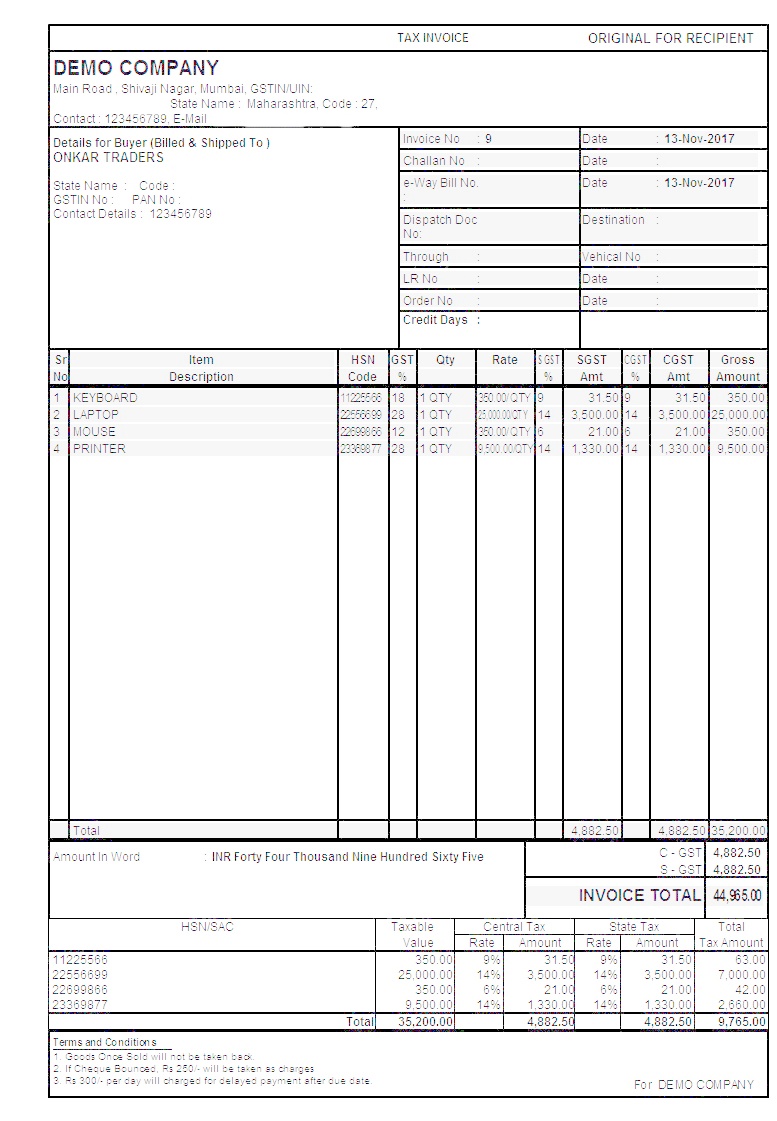 TAX INVOICE ORIGINAL FOR RECIPIENT
DEMO COMPANY
Main Road, Shivaji Nagar, Mumbai, GSTIN/UIN:
State Name : Maharashtra, Code : 27,
Contact : 123456789, E-Mail
Details for Buyer (Billed & Shipped To )
ONKAR TRADERS
State Name : Code :
GSTIN No : PAN No :
Contact Details : 123456789
Invoice No : 9 Date : 13-Nov-2017
Challan No : Date :
e-Way Bill No. Date : 13-Nov-2017
:
Dispatch Doc Destination :
No:
Through : Vehical No :
LR No : Date :
Order No : Date :
Credit Days :
Sr Item HSN GST Qty Rate SGST SGST CGST CGST Gross
No Description Code % % Amt % Amt Amount
1 KEYBOARD 11225566 18 1 QTY 350.00/QTY 9 31.50 9 31.50 350.00
2 LAPTOP 22556699 28 1 QTY 25,000.00/QTY 14 3,500.00 14 3,500.00 25,000.00
3 MOUSE 22699866 12 1 QTY 350.00/QTY 6 21.00 6 21.00 350.00
4 PRINTER 23369877 28 1 QTY 9,500.00/QTY 14 1,330.00 14 1,330.00 9,500.00
Total 4,882.50 4,882.50 35,200.00
Amount In Word : INR Forty Four Thousand Nine Hundred Sixty Five
C - GST 4,882.50
S - GST 4,882.50
INVOICE TOTAL 44,965.00
HSN/SAC Taxable Central Tax State Tax Total
Value Rate Amount Rate Amount Tax Amount
11225566 350.00 9% 31.50 9% 31.50 63.00
22556699 25,000.00 14% 3,500.00 14% 3,500.00 7,000.00
22699866 350.00 6% 21.00 6% 21.00 42.00
23369877 9,500.00 14% 1,330.00 14% 1,330.00 2,660.00
Total 35,200.00 4,882.50 4,882.50 9,765.00
Terms and Conditions
1. Goods Once Sold will not be taken back.
2. If Cheque Bounced, Rs 250/- will be taken as charges
3. Rs 300/- per day will charged for delayed payment after due date.
For DEMO COMPANY